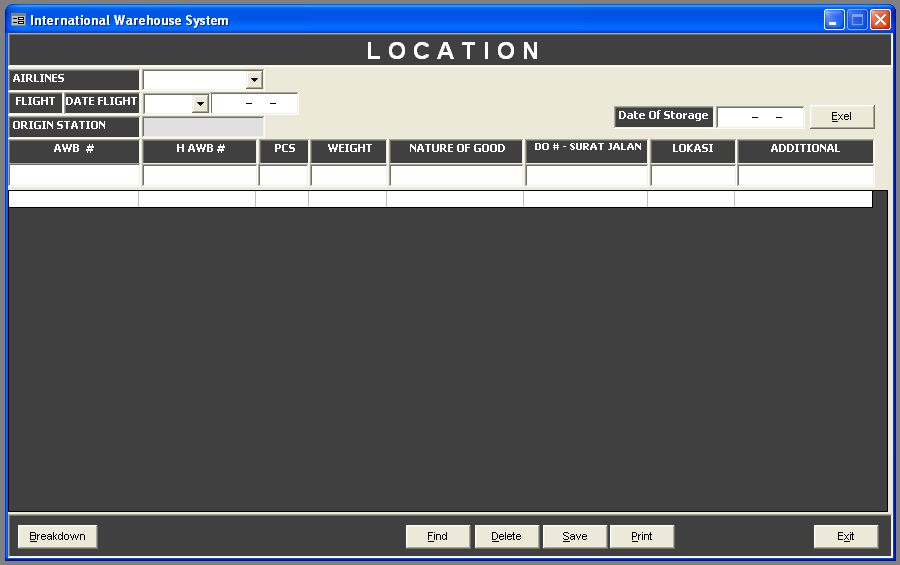 International Warehouse System
LOCATION
AIRLINES
FLIGHT DATE FLIGHT - -
Date Of Storage - - Exel
ORIGIN STATION
AWB # H AWB # PCS WEIGHT NATURE OF GOOD DO # - SURAT JALAN LOKASI ADDITIONAL
Breakdown Find Delete Save Print Exit